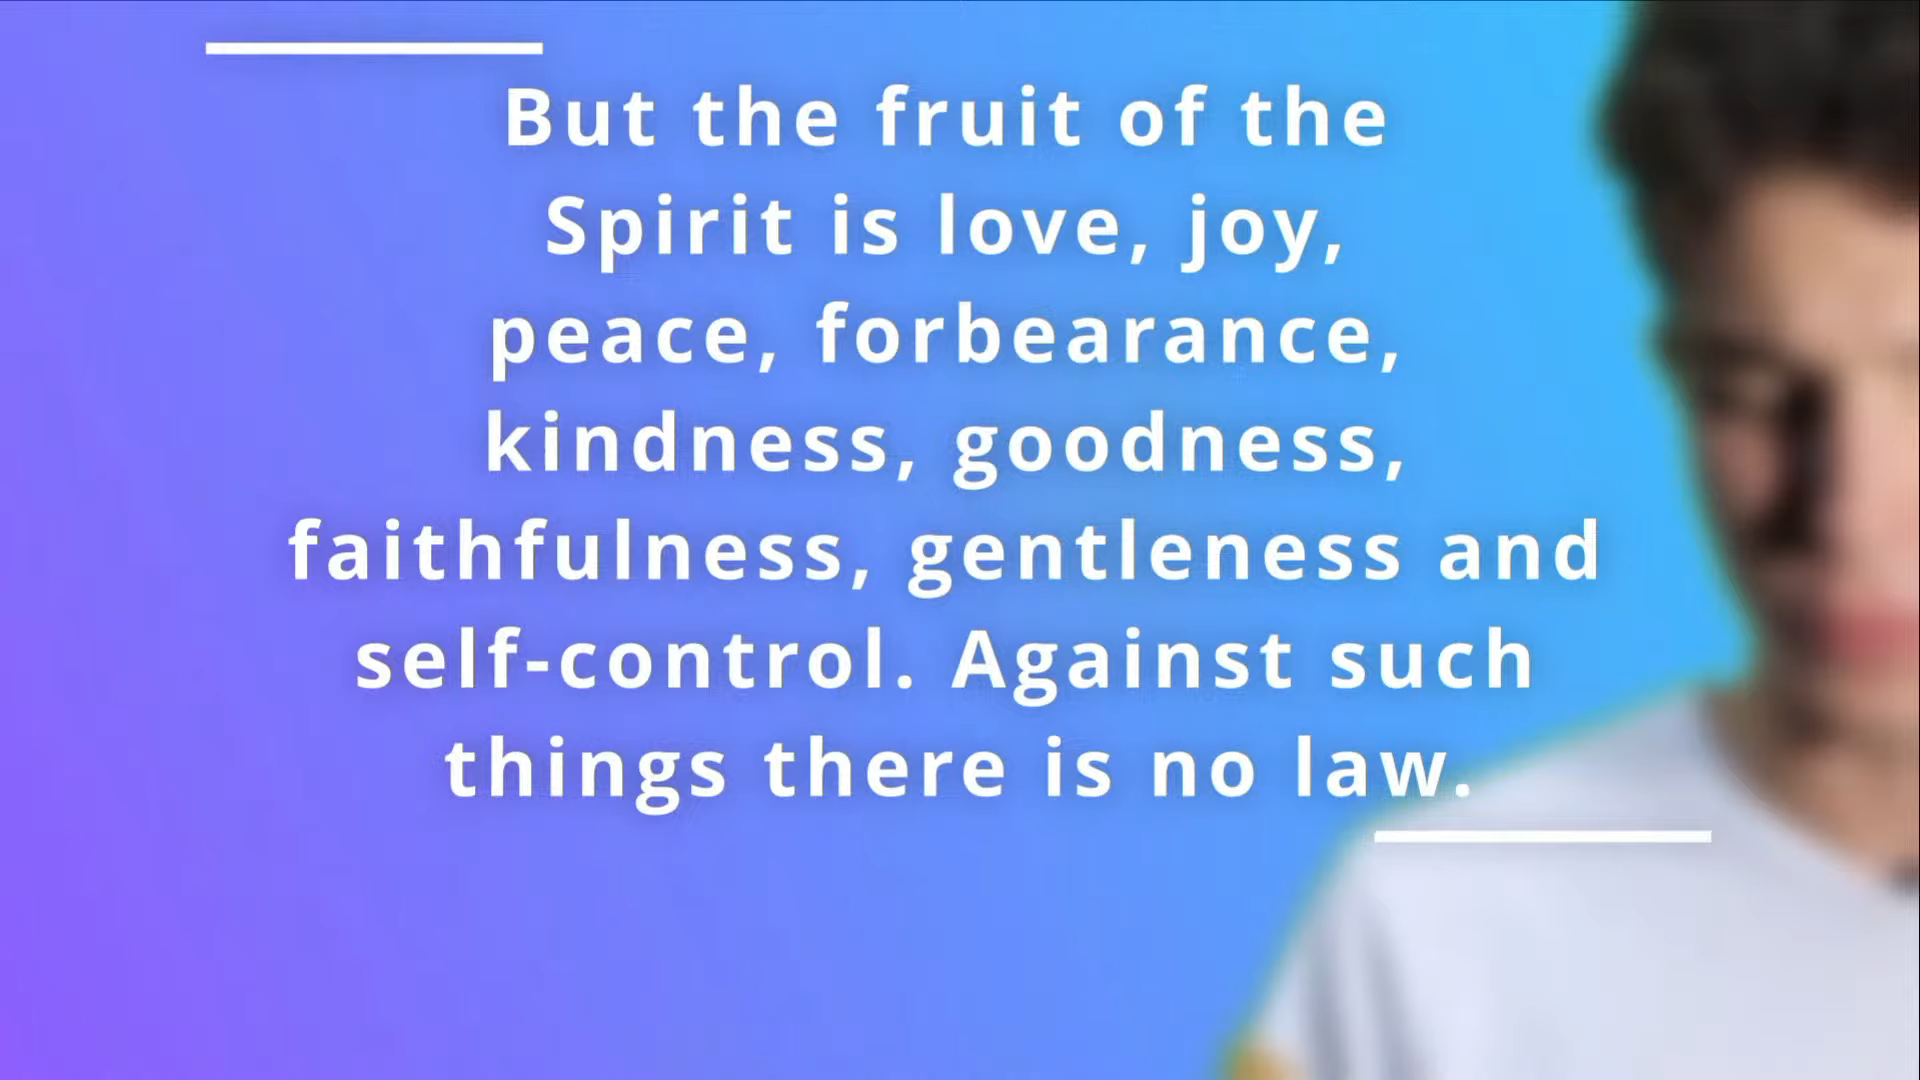 But the fruit of the
Spirit is love, joy,
peace, forbearance,
kindness, goodness,
faithfulness, gentleness and
self-control. Against such
things there is no law.